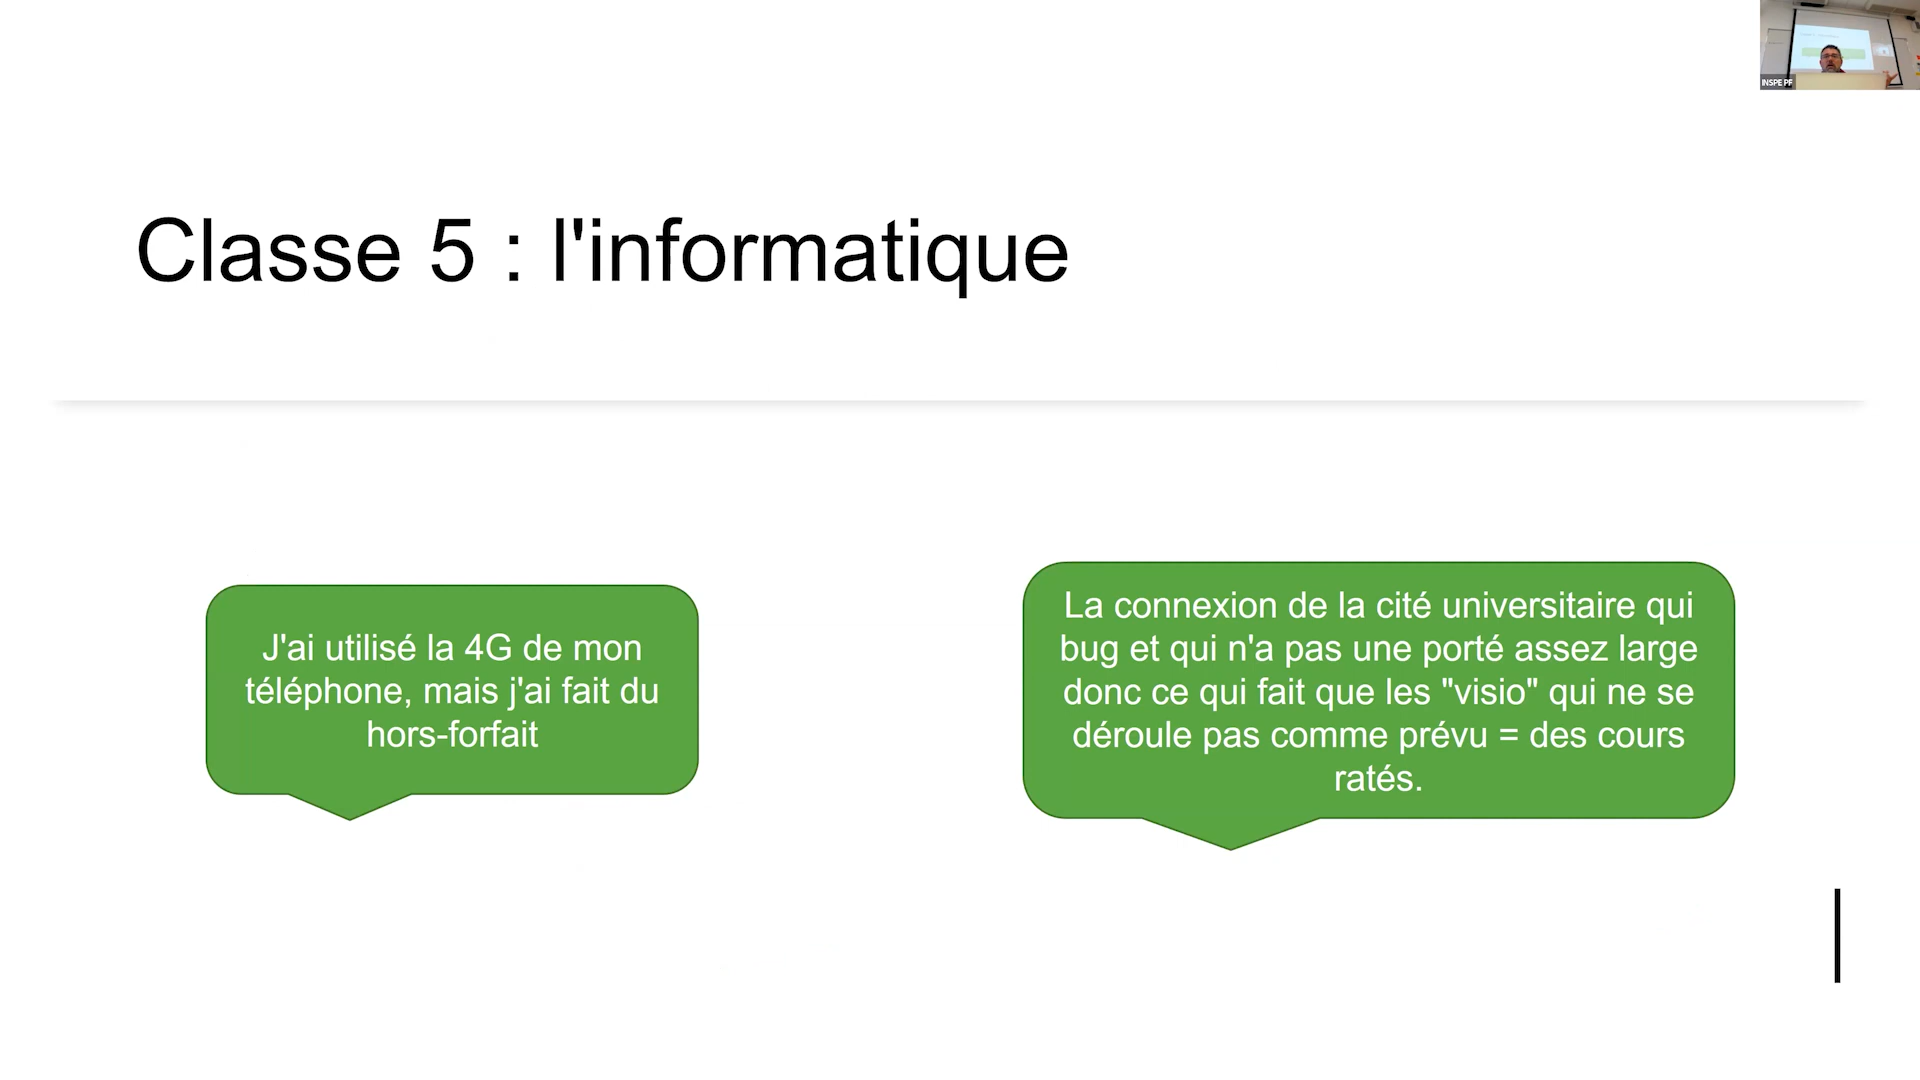 INSPE PF
Classe 5 : l'informatique
J'ai utilisé la 4G de mon
téléphone, mais j'ai fait du
hors-forfait
La connexion de la cité universitaire qui
bug et qui n'a pas une porté assez large
donc ce qui fait que les "visio" qui ne se
déroule pas comme prévu = des cours
ratés.